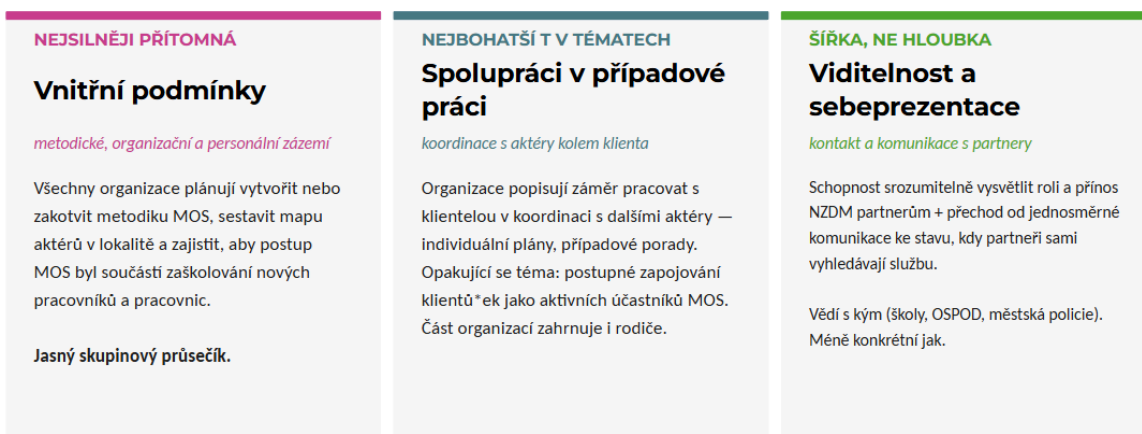 NEJSILNĚJI PŘÍTOMNÁ
Vnitřní podmínky
metodické, organizační a personální zázemí
Všechny organizace plánují vytvořit nebo
zakotvit metodiku MOS, sestavit mapu
aktérů v lokalitě a zajistit, aby postup
MOS byl součástí zaškolování nových
pracovníků a pracovnic.
Jasný skupinový průsečík.
NEJBOHATŠÍ T V TÉMATECH
Spolupráci v případové
práci
koordinace s aktéry kolem klienta
Organizace popisují záměr pracovat s
klientelou v koordinaci s dalšími aktéry —
individuální plány, případové porady.
Opakující se téma: postupné zapojování
klientů*ek jako aktivních účastníků MOS.
Část organizací zahrnuje i rodiče.
ŠÍŘKA, NE HLOUBKA
Viditelnost a
sebeprezentace
kontakt a komunikace s partnery
Schopnost srozumitelně vysvětlit roli a přínos
NZDM partnerům + přechod od jednosměrné
komunikace ke stavu, kdy partneři sami
vyhledávají službu.
Vědí s kým (školy, OSPOD, městská policie).
Méně konkrétní jak.